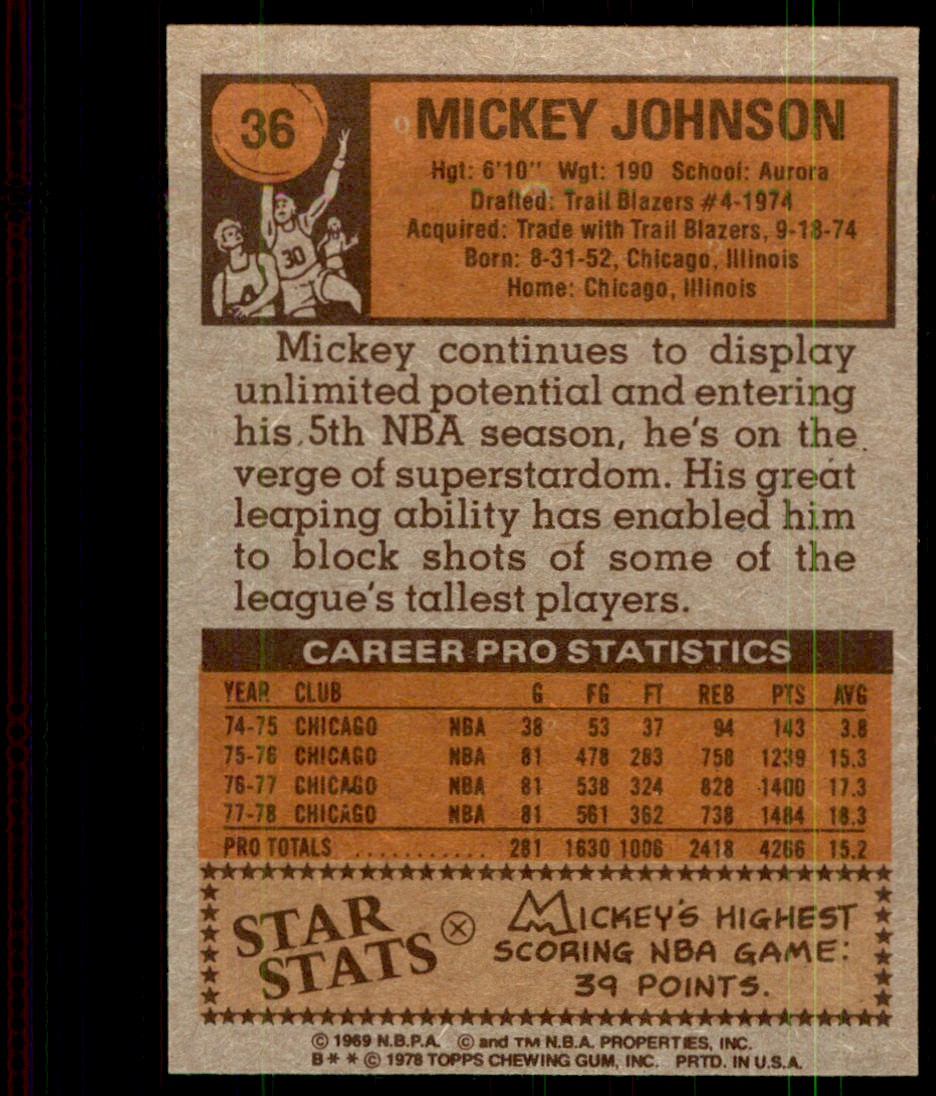 36
MICKEY JOHNSON
Hgt: 6'10" Wgt: 190 School: Aurora
Drafted: Trail Blazers #4-1974
Acquired: Trade with Trail Blazers, 9-18-74
Born: 8-31-52, Chicago, Illinois
Home: Chicago, Illinois
30
Mickey continues to display
unlimited potential and entering
his 5th NBA season, he's on the
verge of superstardom. His great
leaping ability has enabled him
to block shots of some of the
league's tallest players.
CAREER PRO STATISTICS
YEAR CLUB G FG FT REB PTS AVG
74-75 CHICAGO NBA 38 53 37 94 143 3.8
75-76 CHICAGO NBA 81 478 283 758 1239 15.3
76-77 CHICAGO NBA 81 538 324 828 1400 17.3
77-78 CHICAGO NBA 81 561 362 738 1484 18.3
PRO TOTALS ........... 281 1630 1006 2418 4266 15.2
STAR
STATS
MICKEY'S HIGHEST
SCORING NBA GAME:
39 POINTS.
© 1969 N.B.P.A. © and TM N.B.A. PROPERTIES, INC.
B* * © 1978 TOPPS CHEWING GUM, INC. PRTD. IN U.S.A.